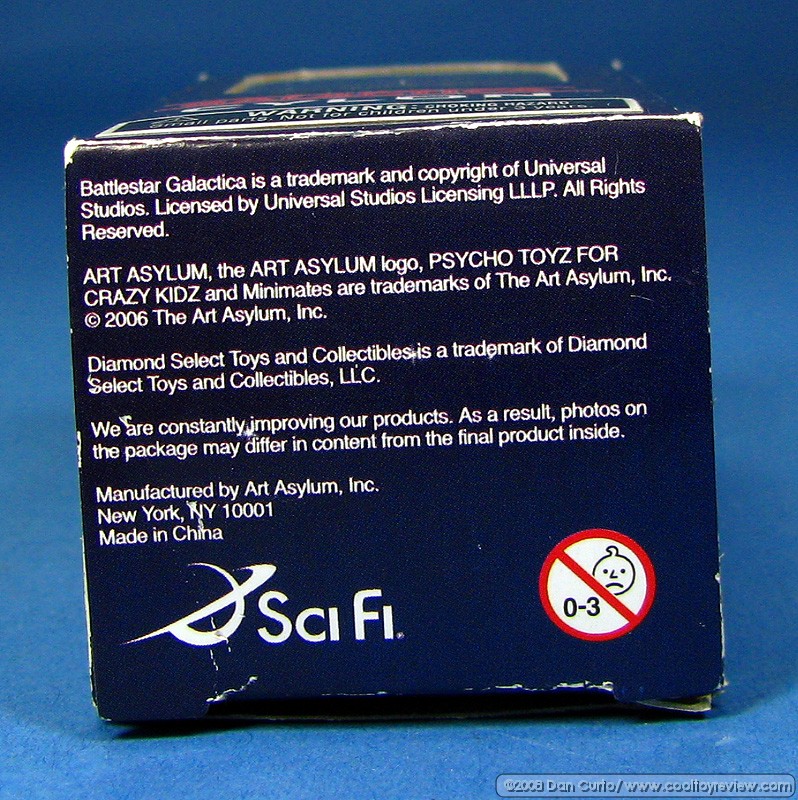 WARNING: CHOKING HAZARD
Small parts. Not for children under 3 years
Battlestar Galactica is a trademark and copyright of Universal
Studios. Licensed by Universal Studios Licensing LLLP. All Rights
Reserved.
ART ASYLUM, the ART ASYLUM logo, PSYCHO TOYZ FOR
CRAZY KIDZ and Minimates are trademarks of The Art Asylum, Inc.
© 2006 The Art Asylum, Inc.
Diamond Select Toys and Collectibles is a trademark of Diamond
Select Toys and Collectibles, LLC.
We are constantly improving our products. As a result, photos on
the package may differ in content from the final product inside.
Manufactured by Art Asylum, Inc.
New York, NY 10001
Made in China
SCI FI
0-3
Dan Curto/ www.cooltoyreview.com